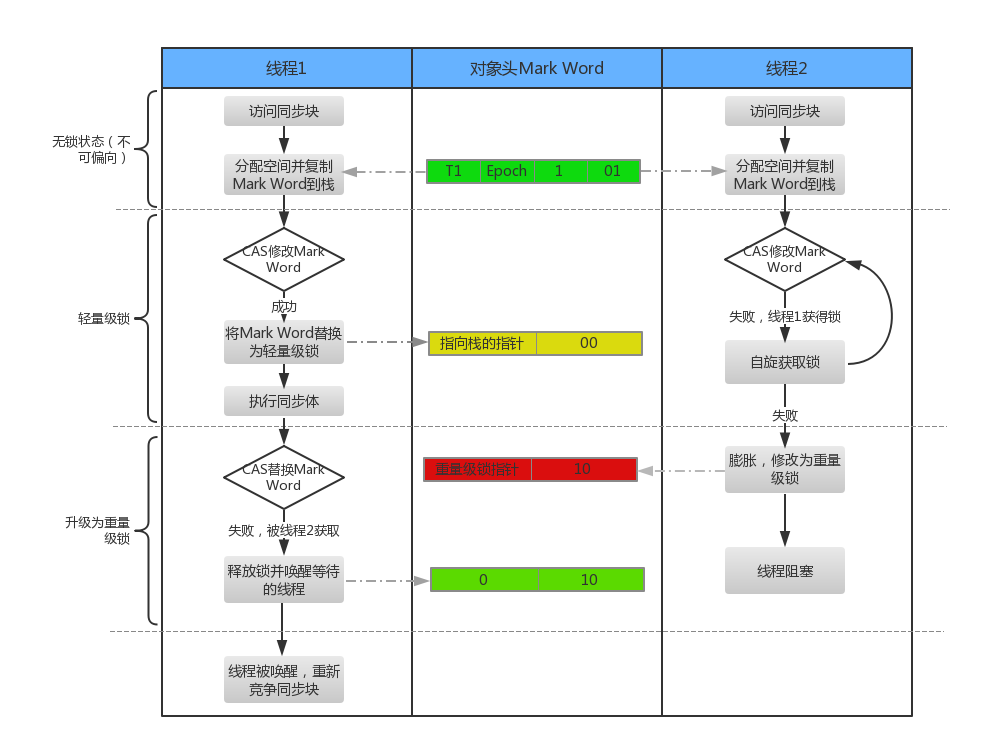 线程1
对象头Mark Word
线程2
无锁状态（不
可偏向）
访问同步块
访问同步块
分配空间并复制
Mark Word到栈
T1
Epoch
1
01
分配空间并复制
Mark Word到栈
轻量级锁
CAS修改Mark
Word
CAS修改Mark
Word
成功
失败，线程1获得锁
将Mark Word替换
为轻量级锁
指向栈的指针
00
自旋获取锁
执行同步体
失败
升级为重量
级锁
CAS替换Mark
Word
重量级锁指针
10
膨胀，修改为重量
级锁
失败，被线程2获取
释放锁并唤醒等待
的线程
0
10
线程阻塞
线程被唤醒，重新
竞争同步块